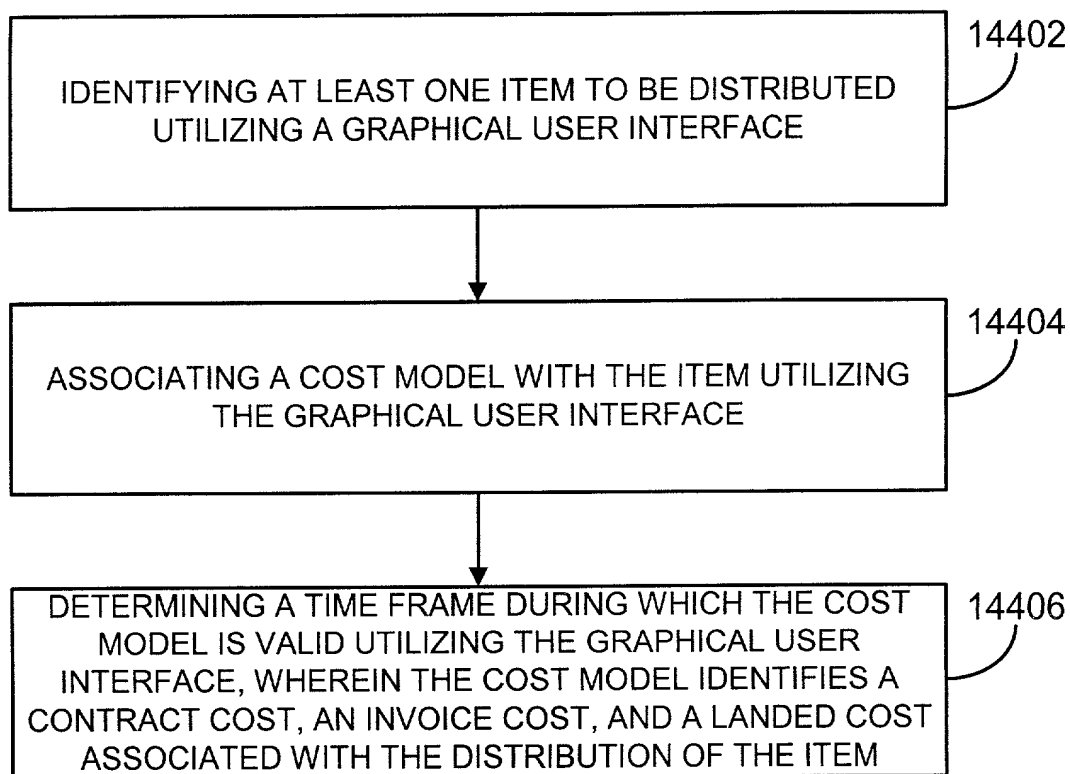 14402
IDENTIFYING AT LEAST ONE ITEM TO BE DISTRIBUTED
UTILIZING A GRAPHICAL USER INTERFACE
14404
ASSOCIATING A COST MODEL WITH THE ITEM UTILIZING
THE GRAPHICAL USER INTERFACE
14406
DETERMINING A TIME FRAME DURING WHICH THE COST
MODEL IS VALID UTILIZING THE GRAPHICAL USER
INTERFACE, WHEREIN THE COST MODEL IDENTIFIES A
CONTRACT COST, AN INVOICE COST, AND A LANDED COST
ASSOCIATED WITH THE DISTRIBUTION OF THE ITEM